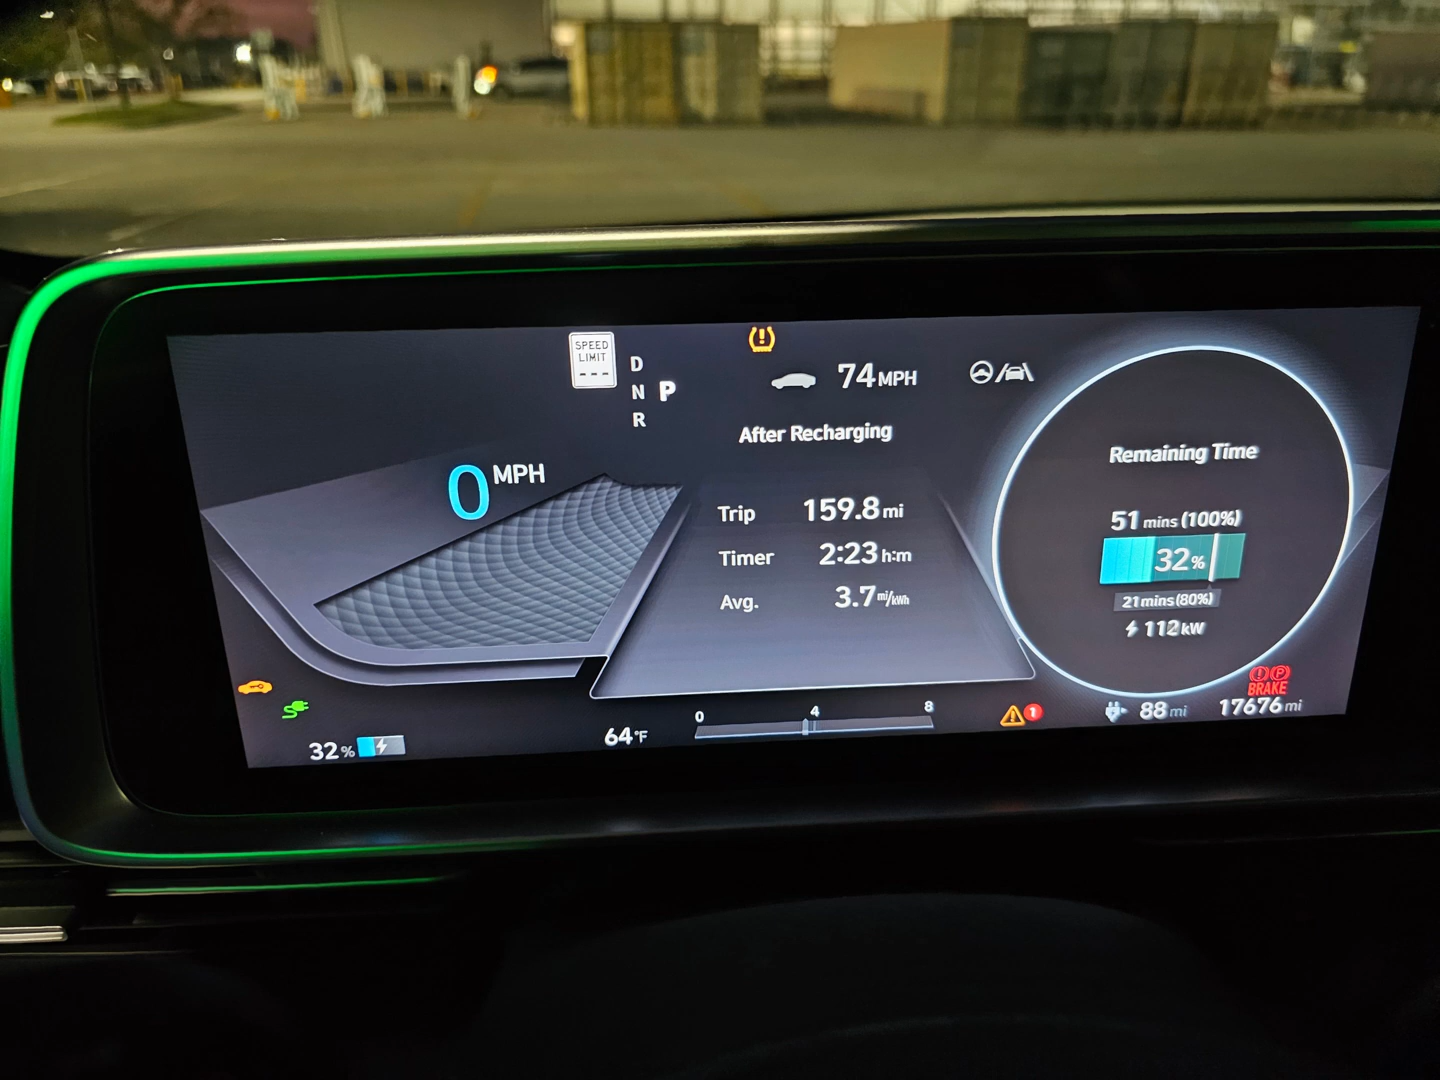 SPEED
LIMIT
---
D
N P
R
74 MPH
After Recharging
0 MPH
Trip 159.8 mi
Timer 2:23 h:m
Avg. 3.7 mi/kWh
Remaining Time
51 mins (100%)
32%
21 mins (80%)
112 kW
BRAKE
32%
64°F
0 4 8
1
88 mi
17676 mi